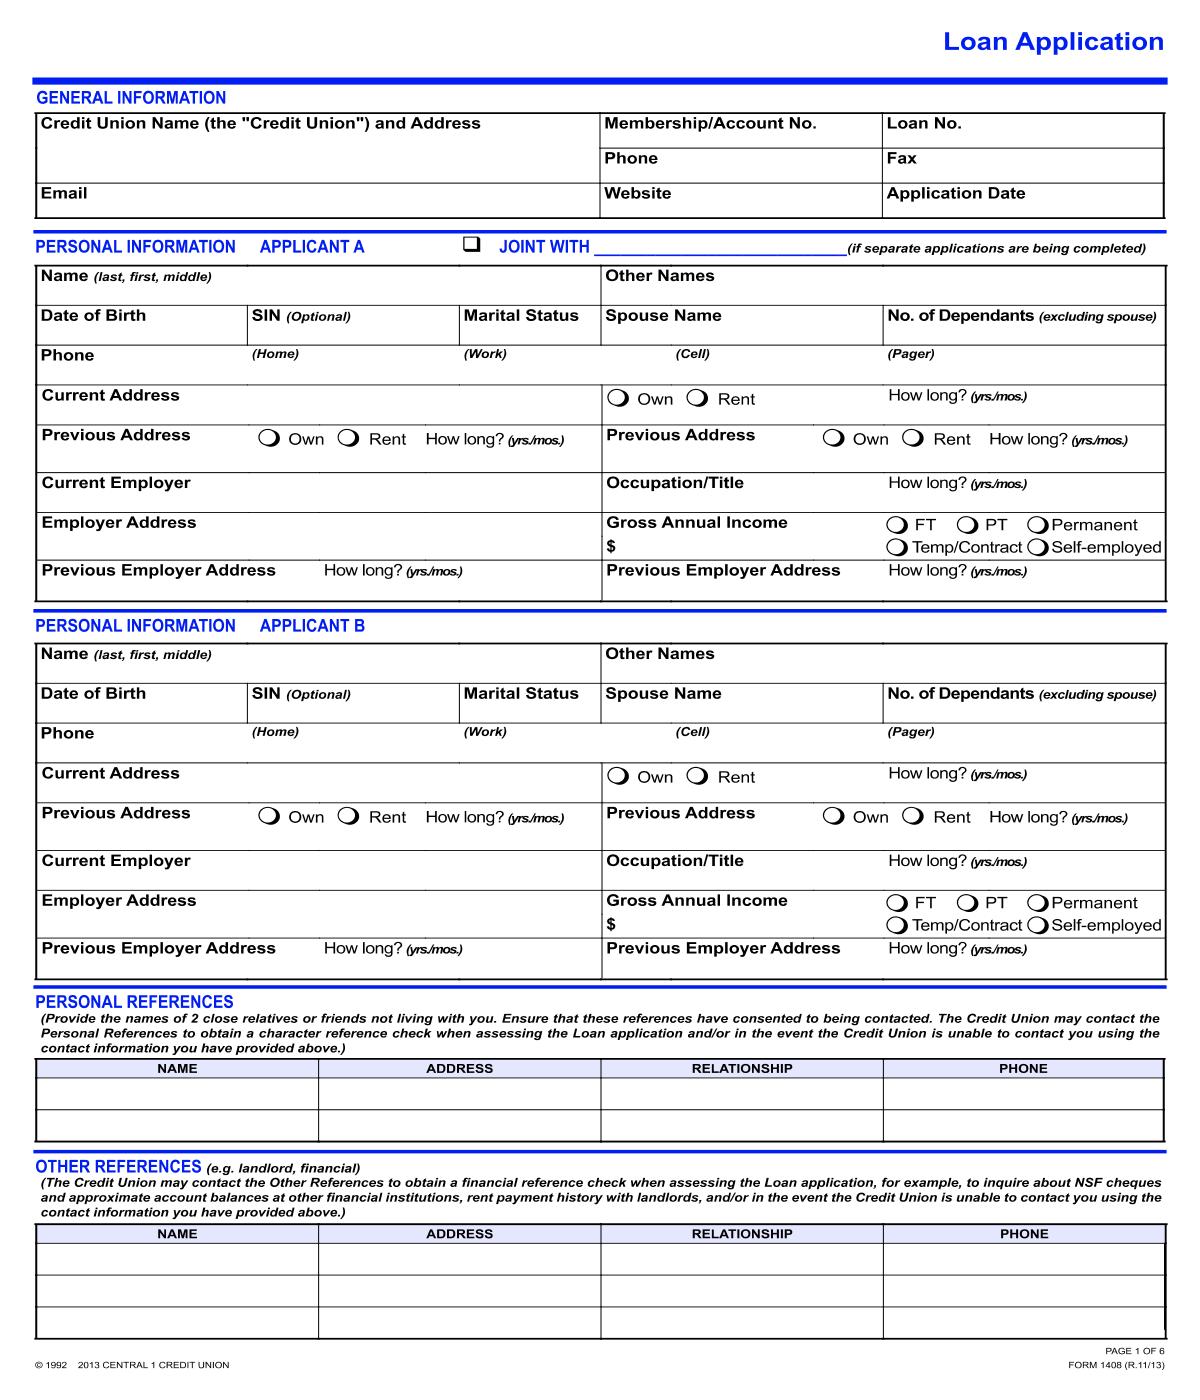 Loan Application
GENERAL INFORMATION
Credit Union Name (the "Credit Union") and Address Membership/Account No. Loan No.
Phone Fax
Email Website Application Date
PERSONAL INFORMATION APPLICANT A ❑ JOINT WITH ____________________________(if separate applications are being completed)
Name (last, first, middle) Other Names
Date of Birth SIN (Optional) Marital Status Spouse Name No. of Dependants (excluding spouse)
Phone (Home) (Work) (Cell) (Pager)
Current Address Own Rent How long? (yrs./mos.)
Previous Address Own Rent How long? (yrs./mos.) Previous Address Own Rent How long? (yrs./mos.)
Current Employer Occupation/Title How long? (yrs./mos.)
Employer Address Gross Annual Income FT PT Permanent
$ Temp/Contract Self-employed
Previous Employer Address How long? (yrs./mos.) Previous Employer Address How long? (yrs./mos.)
PERSONAL INFORMATION APPLICANT B
Name (last, first, middle) Other Names
Date of Birth SIN (Optional) Marital Status Spouse Name No. of Dependants (excluding spouse)
Phone (Home) (Work) (Cell) (Pager)
Current Address Own Rent How long? (yrs./mos.)
Previous Address Own Rent How long? (yrs./mos.) Previous Address Own Rent How long? (yrs./mos.)
Current Employer Occupation/Title How long? (yrs./mos.)
Employer Address Gross Annual Income FT PT Permanent
$ Temp/Contract Self-employed
Previous Employer Address How long? (yrs./mos.) Previous Employer Address How long? (yrs./mos.)
PERSONAL REFERENCES
(Provide the names of 2 close relatives or friends not living with you. Ensure that these references have consented to being contacted. The Credit Union may contact the
Personal References to obtain a character reference check when assessing the Loan application and/or in the event the Credit Union is unable to contact you using the
contact information you have provided above.)
NAME ADDRESS RELATIONSHIP PHONE
OTHER REFERENCES (e.g. landlord, financial)
(The Credit Union may contact the Other References to obtain a financial reference check when assessing the Loan application, for example, to inquire about NSF cheques
and approximate account balances at other financial institutions, rent payment history with landlords, and/or in the event the Credit Union is unable to contact you using the
contact information you have provided above.)
NAME ADDRESS RELATIONSHIP PHONE
PAGE 1 OF 6
© 1992 2013 CENTRAL 1 CREDIT UNION FORM 1408 (R.11/13)